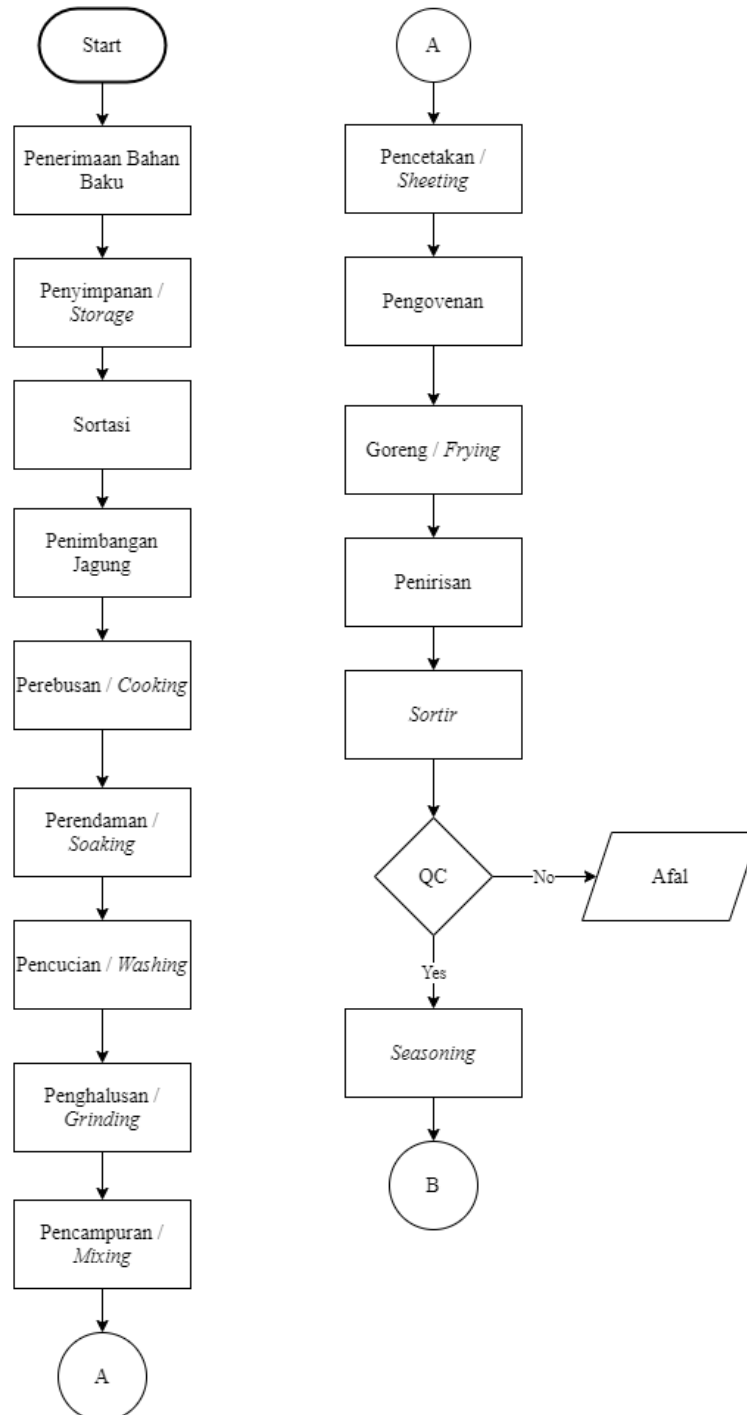 Start
Penerimaan Bahan
Baku
Penyimpanan /
Storage
Sortasi
Penimbangan
Jagung
Perebusan / Cooking
Perendaman /
Soaking
Pencucian / Washing
Penghalusan /
Grinding
Pencampuran /
Mixing
A
A
Pencetakan /
Sheeting
Pengovenan
Goreng / Frying
Penirisan
Sortir
QC
No
Afal
Yes
Seasoning
B